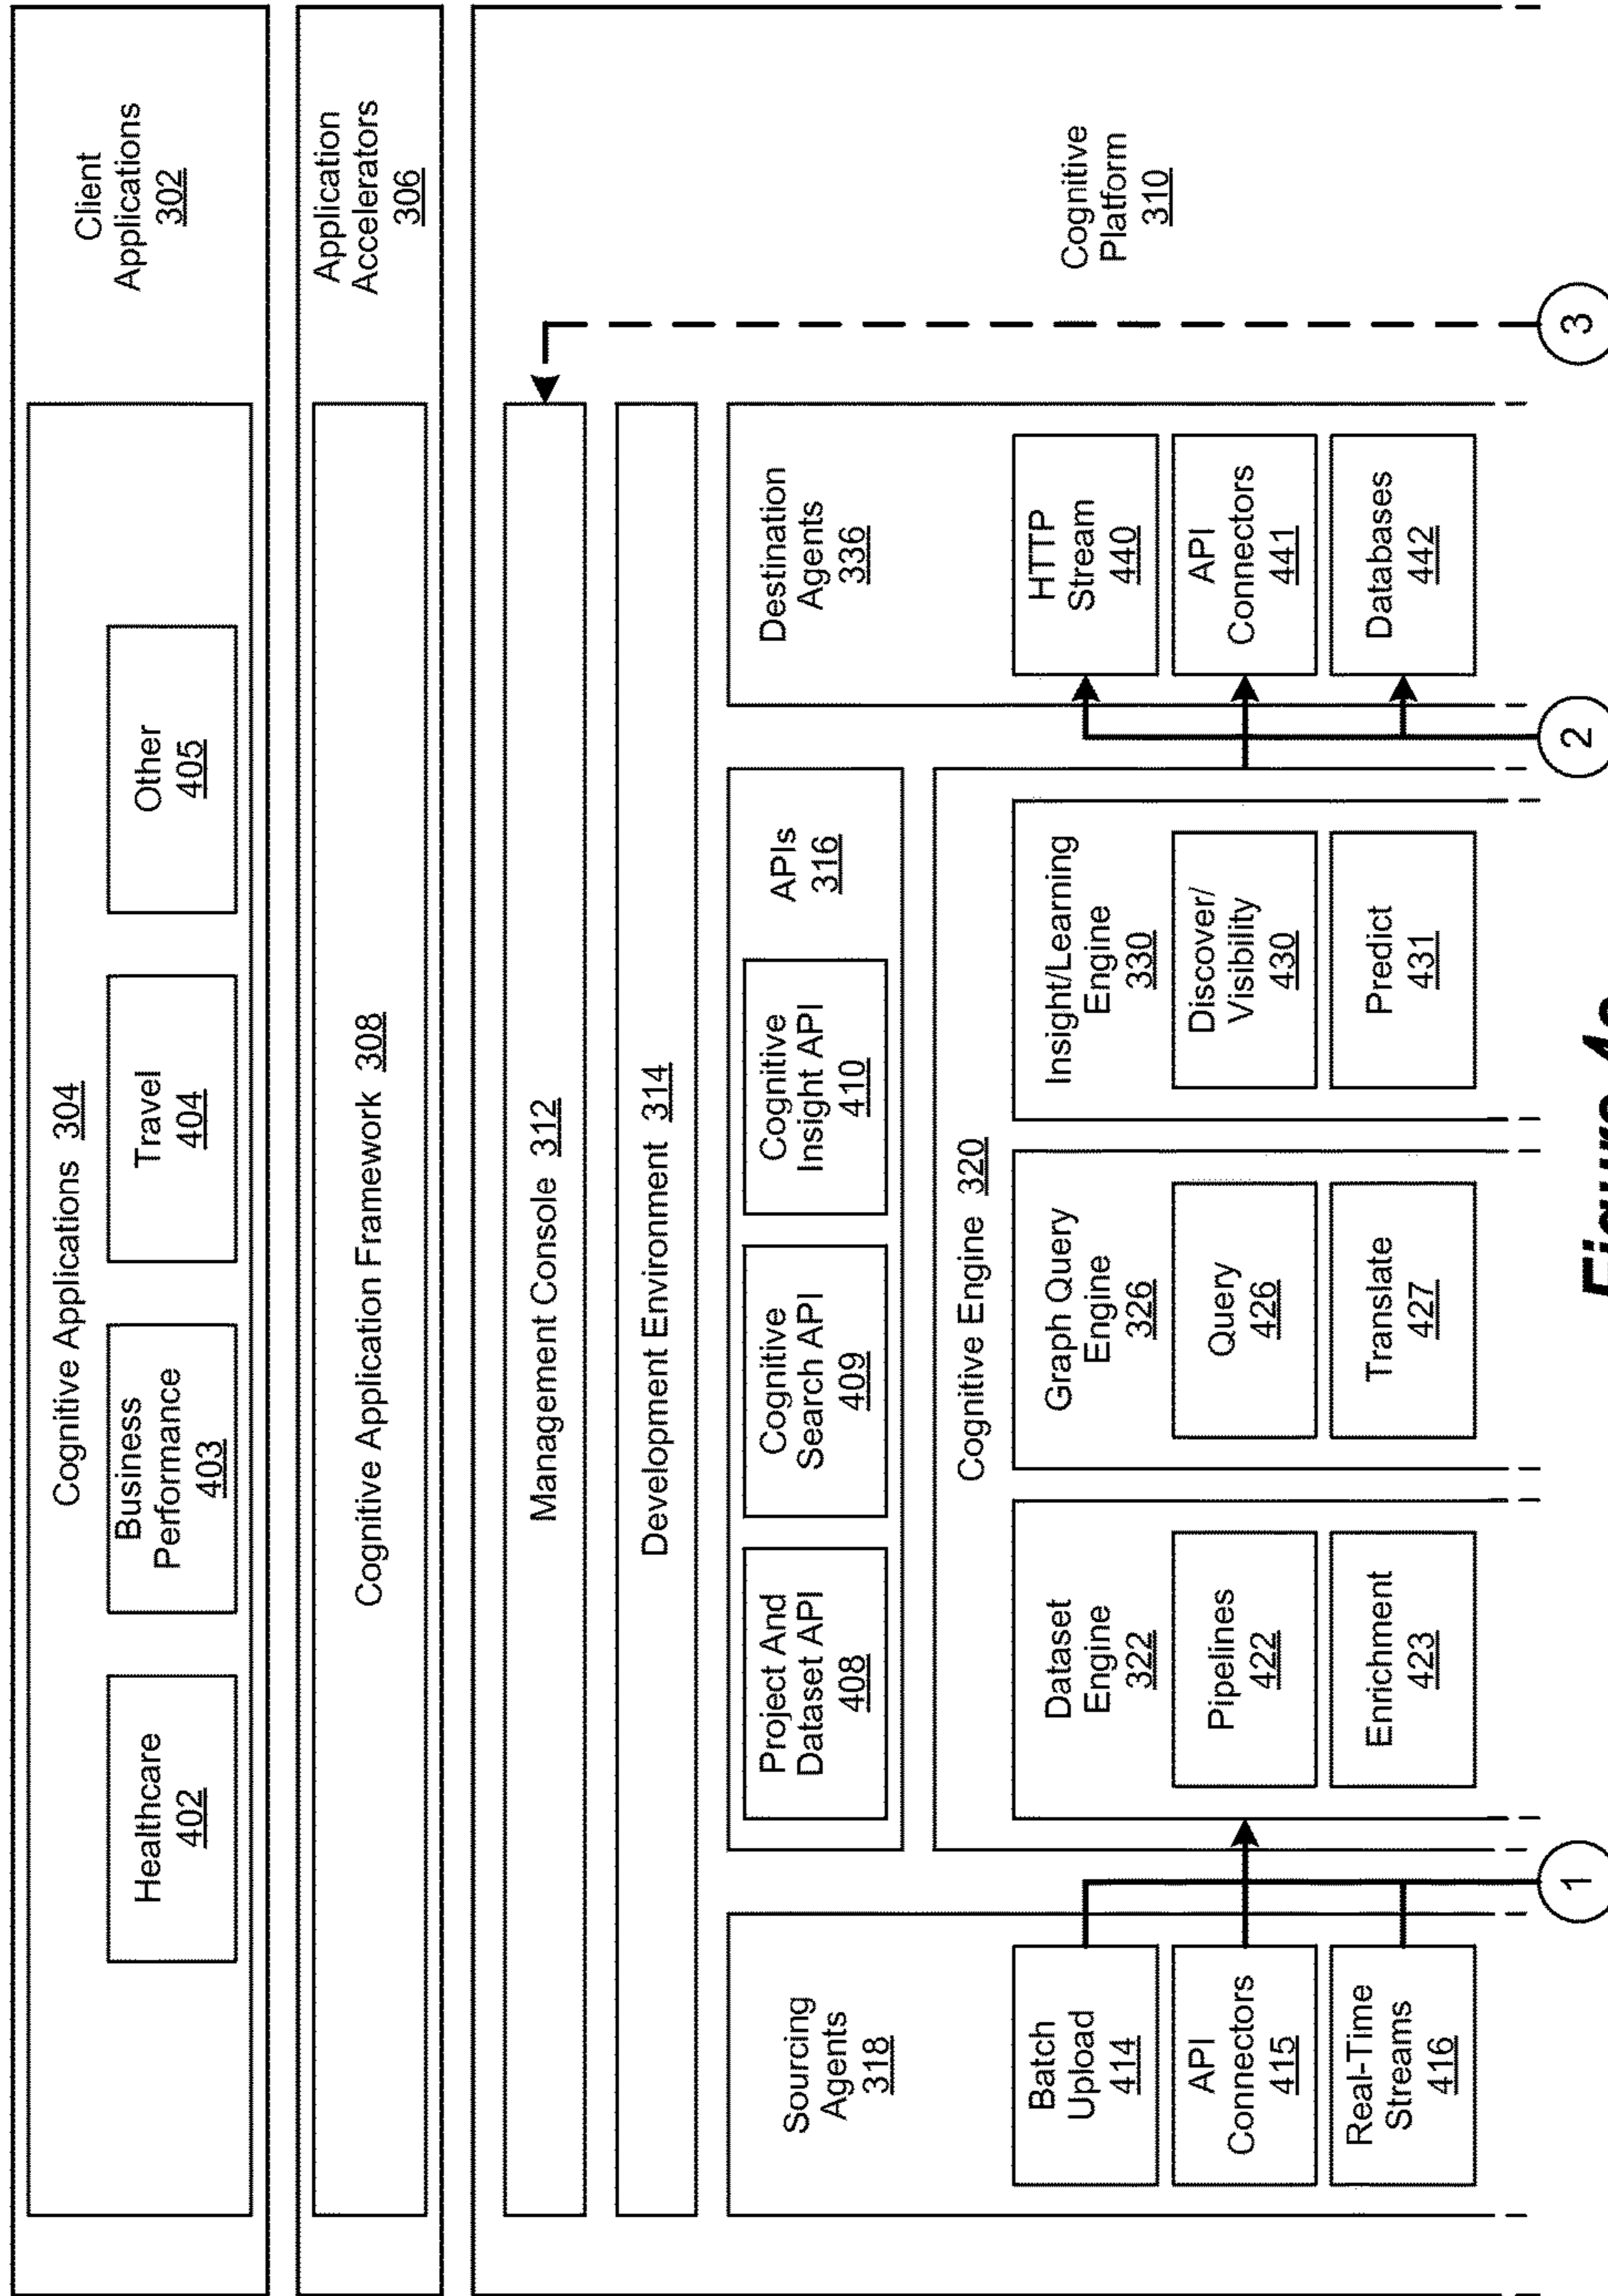 Client
Applications
302
Cognitive Applications 304
Healthcare
402
Business
Performance
403
Travel
404
Other
405
Application
Accelerators
306
Cognitive Application Framework 308
Cognitive
Platform
310
Management Console 312
Development Environment 314
Sourcing
Agents
318
Batch
Upload
414
API
Connectors
415
Real-Time
Streams
416
APIs
316
Project And
Dataset API
408
Cognitive
Search API
409
Cognitive
Insight API
410
Cognitive Engine 320
Dataset
Engine
322
Pipelines
422
Enrichment
423
Graph Query
Engine
326
Query
426
Translate
427
Insight/Learning
Engine
330
Discover/
Visibility
430
Predict
431
Destination
Agents
336
HTTP
Stream
440
API
Connectors
441
Databases
442
1
2
3
Figure 4a